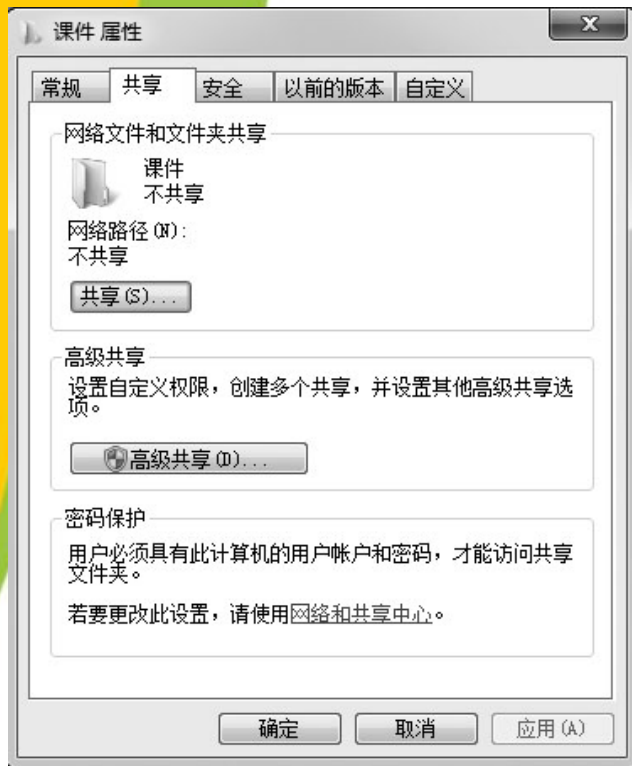 课件 属性
常规 共享 安全 以前的版本 自定义
网络文件和文件夹共享
课件
不共享
网络路径(N):
不共享
共享(S)...
高级共享
设置自定义权限，创建多个共享，并设置其他高级共享选
项。
高级共享(D)...
密码保护
用户必须具有此计算机的用户帐户和密码，才能访问共享
文件夹。
若要更改此设置，请使用网络和共享中心。
确定 取消 应用(A)